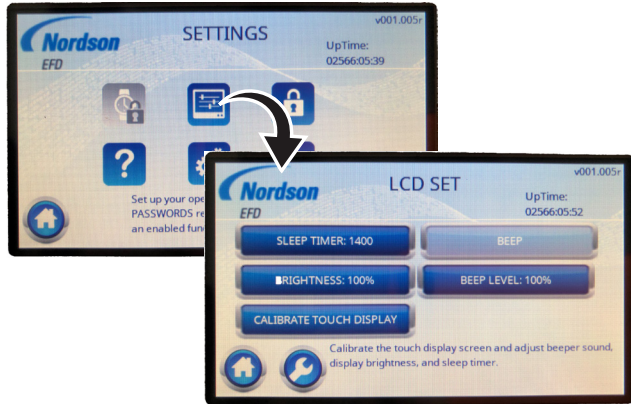 v001.005r
Nordson
EFD
SETTINGS
UpTime:
02566:05:39
?
Set up your ope
PASSWORDS re
an enabled fun
v001.005r
Nordson
EFD
LCD SET
UpTime:
02566:05:52
SLEEP TIMER: 1400
BEEP
BRIGHTNESS: 100%
BEEP LEVEL: 100%
CALIBRATE TOUCH DISPLAY
Calibrate the touch display screen and adjust beeper sound,
display brightness, and sleep timer.